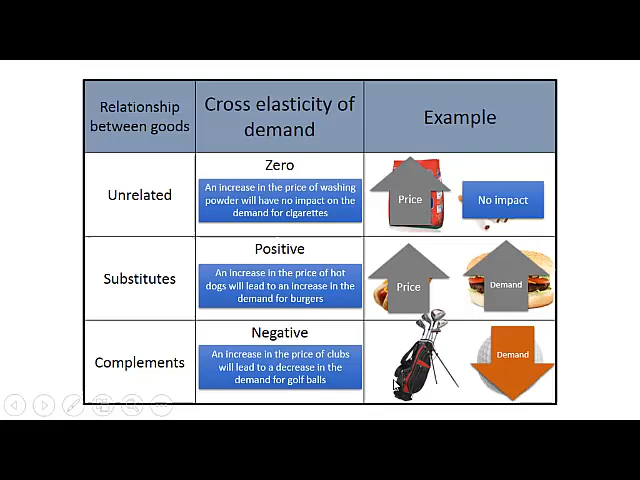 Relationship
between goods
Cross elasticity of
demand
Example
Unrelated
Zero
An increase in the price of washing
powder will have no impact on the
demand for cigarettes
Price
No impact
Substitutes
Positive
An increase in the price of hot
dogs will lead to an increase in the
demand for burgers
Price
Demand
Complements
Negative
An increase in the price of clubs
will lead to a decrease in the
demand for golf balls
Demand